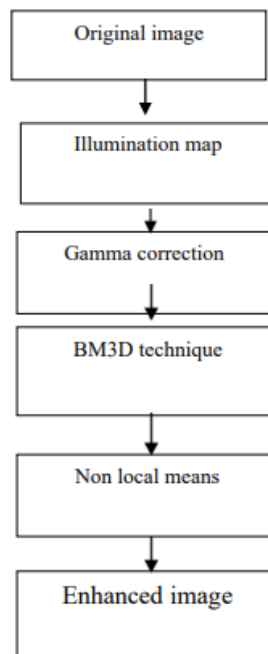 Original image
Illumination map
Gamma correction
BM3D technique
Non local means
Enhanced image